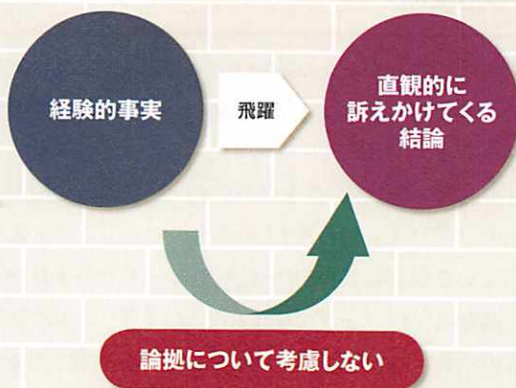 経験的事実
飛躍
直観的に
訴えかけてくる
結論
論拠について考慮しない